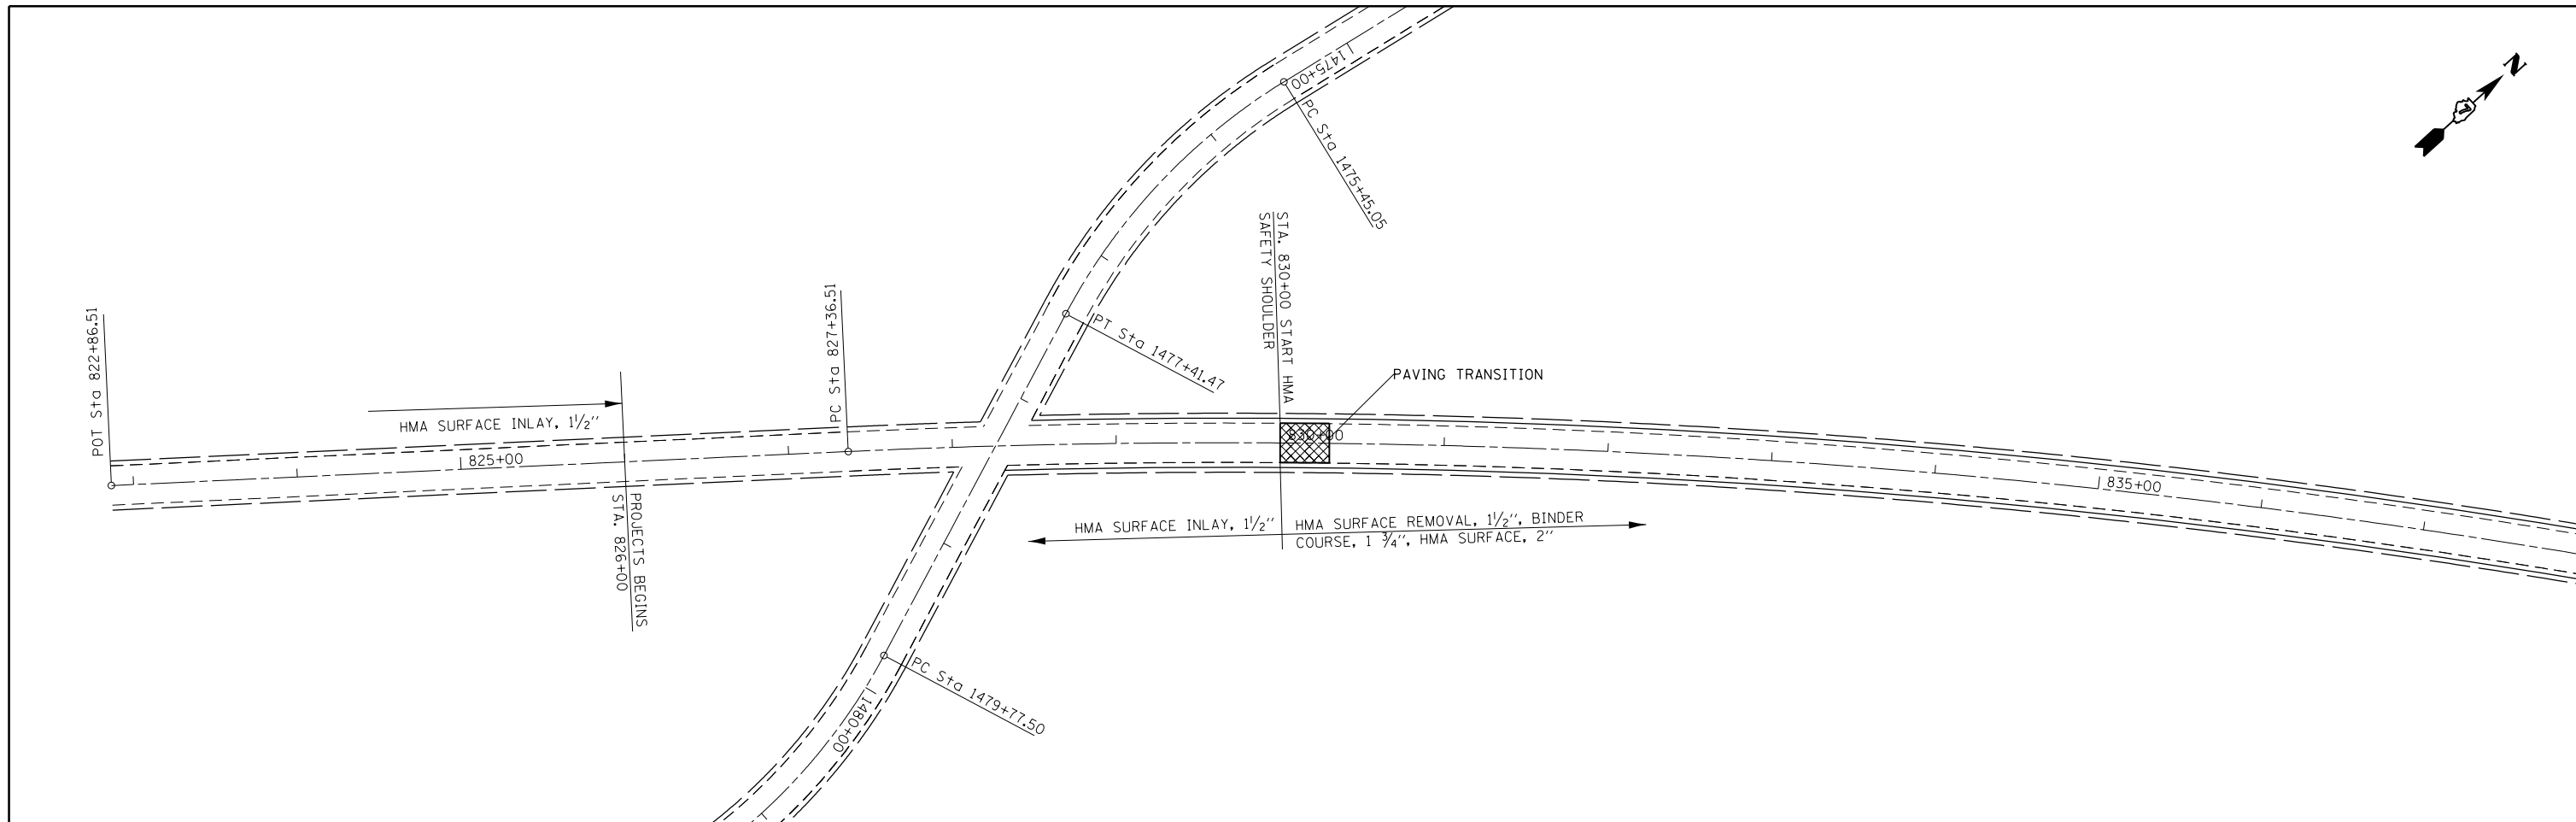 N
1475+00
PC Sta 1475+45.05
STA. 830+00 START HMA
SAFETY SHOULDER
POT Sta 822+86.51
PC Sta 827+36.51
PT Sta 1477+41.47
PAVING TRANSITION
HMA SURFACE INLAY, 1½"
825+00
830+00
835+00
PROJECTS BEGINS
STA. 826+00
HMA SURFACE INLAY, 1½"
HMA SURFACE REMOVAL, 1½", BINDER
COURSE, 1 ¾", HMA SURFACE, 2"
PC Sta 1479+77.50
1480+00